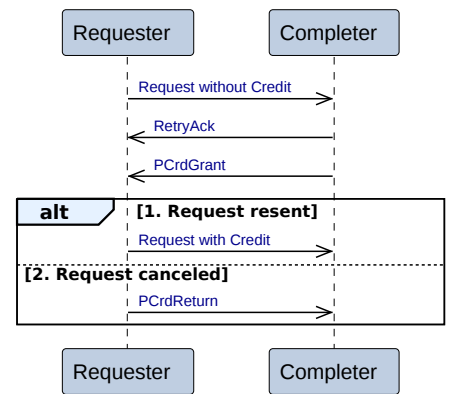 Requester Completer
Request without Credit
RetryAck
PCrdGrant
alt [1. Request resent]
Request with Credit
[2. Request canceled]
PCrdReturn
Requester Completer